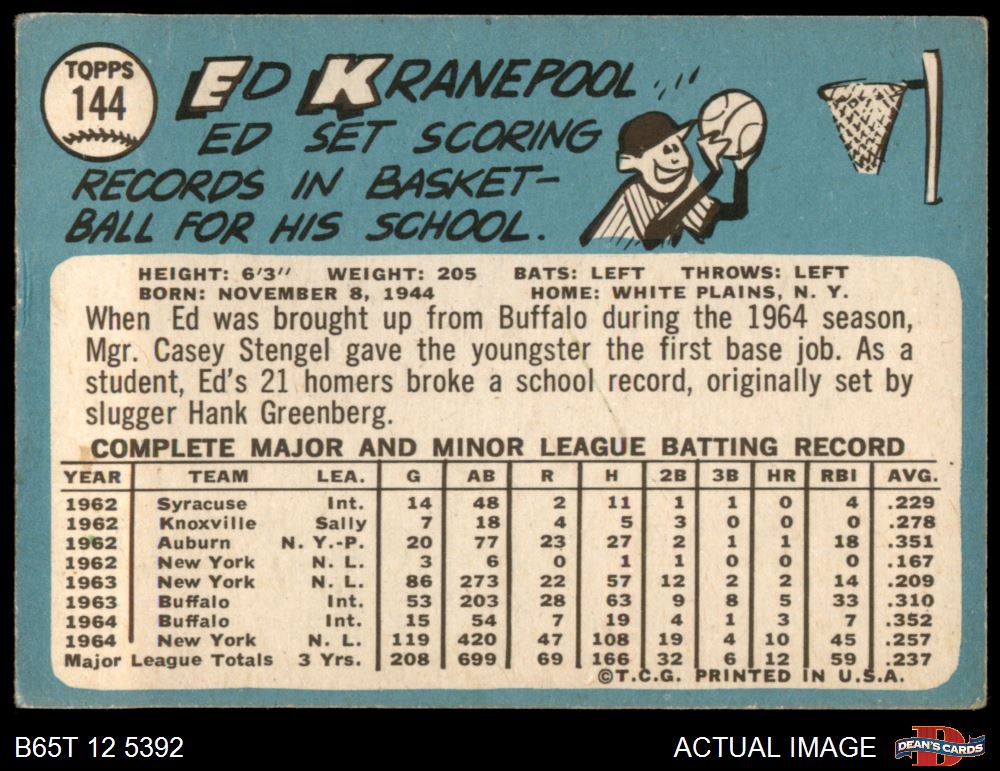 TOPPS
144
ED KRANEPOOL
ED SET SCORING
RECORDS IN BASKET-
BALL FOR HIS SCHOOL.
HEIGHT: 6'3" WEIGHT: 205 BATS: LEFT THROWS: LEFT
BORN: NOVEMBER 8, 1944 HOME: WHITE PLAINS, N. Y.
When Ed was brought up from Buffalo during the 1964 season,
Mgr. Casey Stengel gave the youngster the first base job. As a
student, Ed's 21 homers broke a school record, originally set by
slugger Hank Greenberg.
COMPLETE MAJOR AND MINOR LEAGUE BATTING RECORD
YEAR TEAM LEA. G AB R H 2B 3B HR RBI AVG.
1962 Syracuse Int. 14 48 2 11 1 1 0 4 .229
1962 Knoxville Sally 7 18 4 5 3 0 0 0 .278
1962 Auburn N. Y.-P. 20 77 23 27 2 1 1 18 .351
1962 New York N. L. 3 6 0 1 1 0 0 0 .167
1963 New York N. L. 86 273 22 57 12 2 2 14 .209
1963 Buffalo Int. 53 203 28 63 9 8 5 33 .310
1964 Buffalo Int. 15 54 7 19 4 1 3 7 .352
1964 New York N. L. 119 420 47 108 19 4 10 45 .257
Major League Totals 3 Yrs. 208 699 69 166 32 6 12 59 .237
©T.C.G. PRINTED IN U.S.A.
B65T 12 5392 ACTUAL IMAGE DEAN'S CARDS